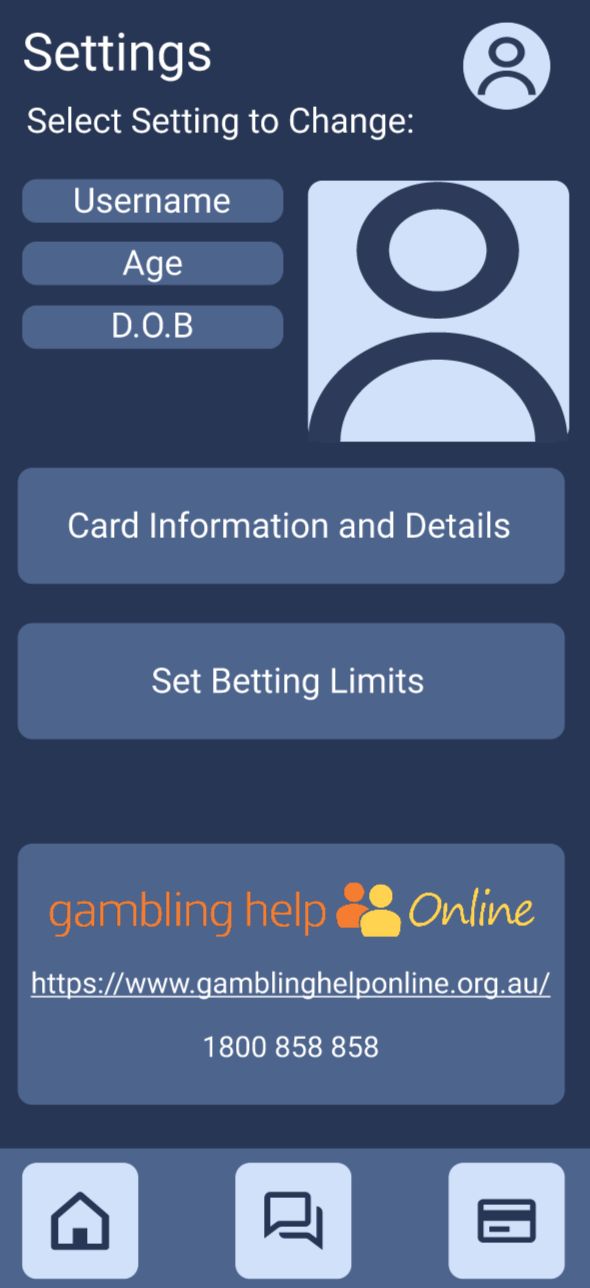 Settings
Select Setting to Change:
Username
Age
D.O.B
Card Information and Details
Set Betting Limits
gambling help Online
https://www.gamblinghelponline.org.au/
1800 858 858